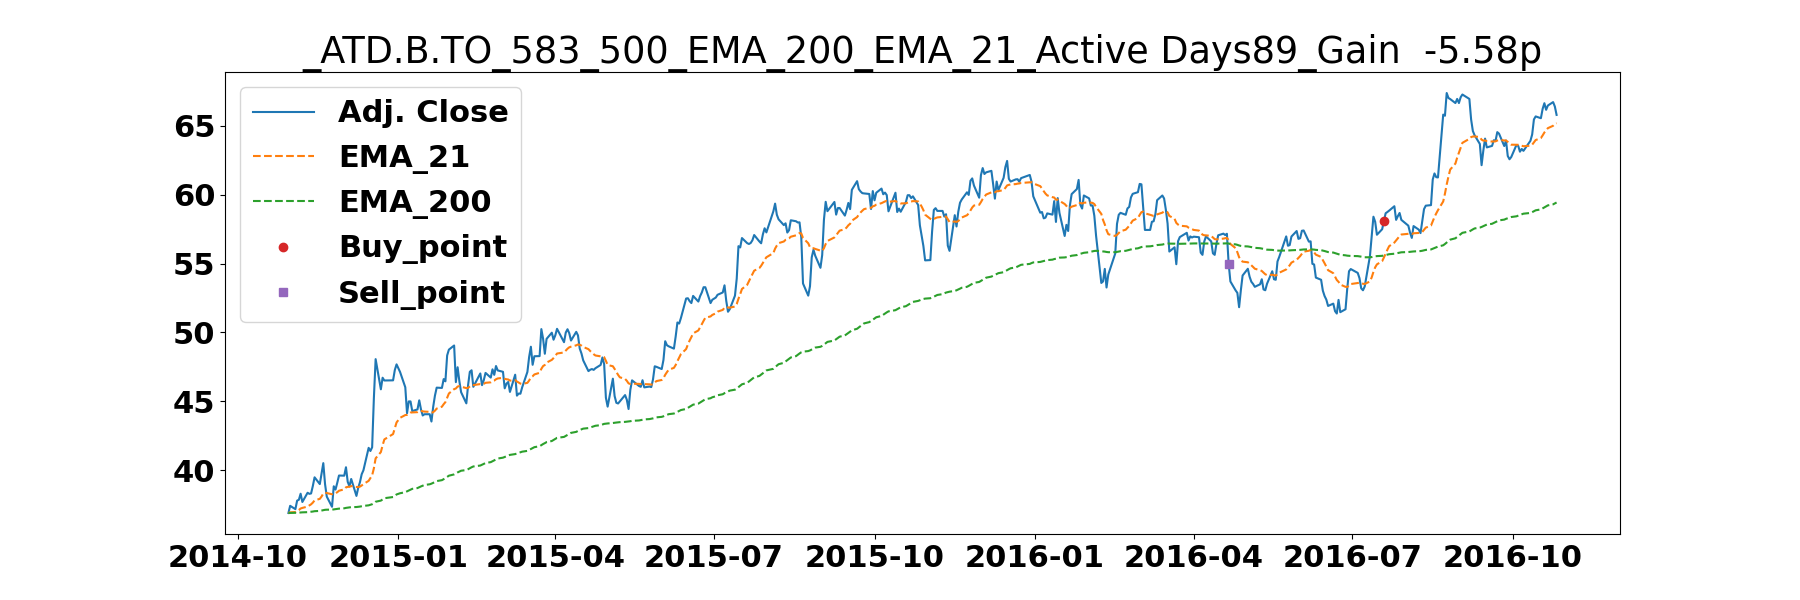 _ATD.B.TO_583_500_EMA_200_EMA_21_Active Days89_Gain  -5.58p
Adj. Close
EMA_21
EMA_200
Buy_point
Sell_point
65
60
55
50
45
40
2014-10 2015-01 2015-04 2015-07 2015-10 2016-01 2016-04 2016-07 2016-10